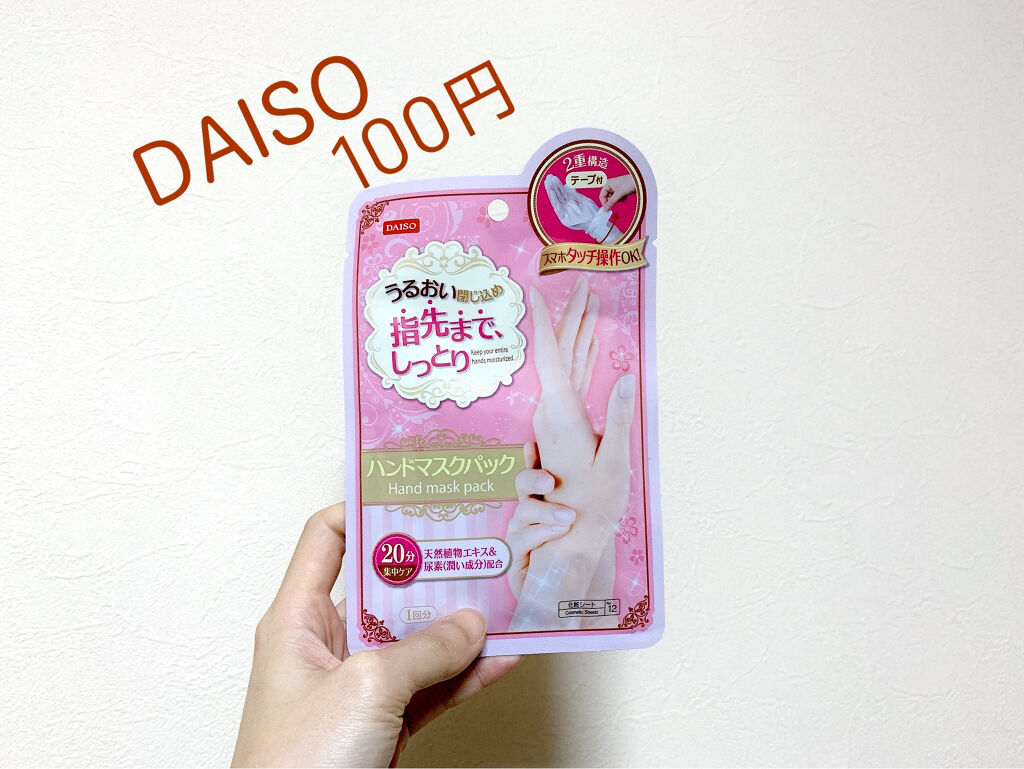 DAISO
100円
2重構造
テープ付
スマホタッチ操作OK!
DAISO
うるおい閉じ込め
指先まで、
しっとり
Keep your entire
hands moisturized.
ハンドマスクパック
Hand mask pack
20分
集中ケア
天然植物エキス&
尿素(潤い成分)配合
1回分
化粧シート
Cosmetic Sheets
No.12